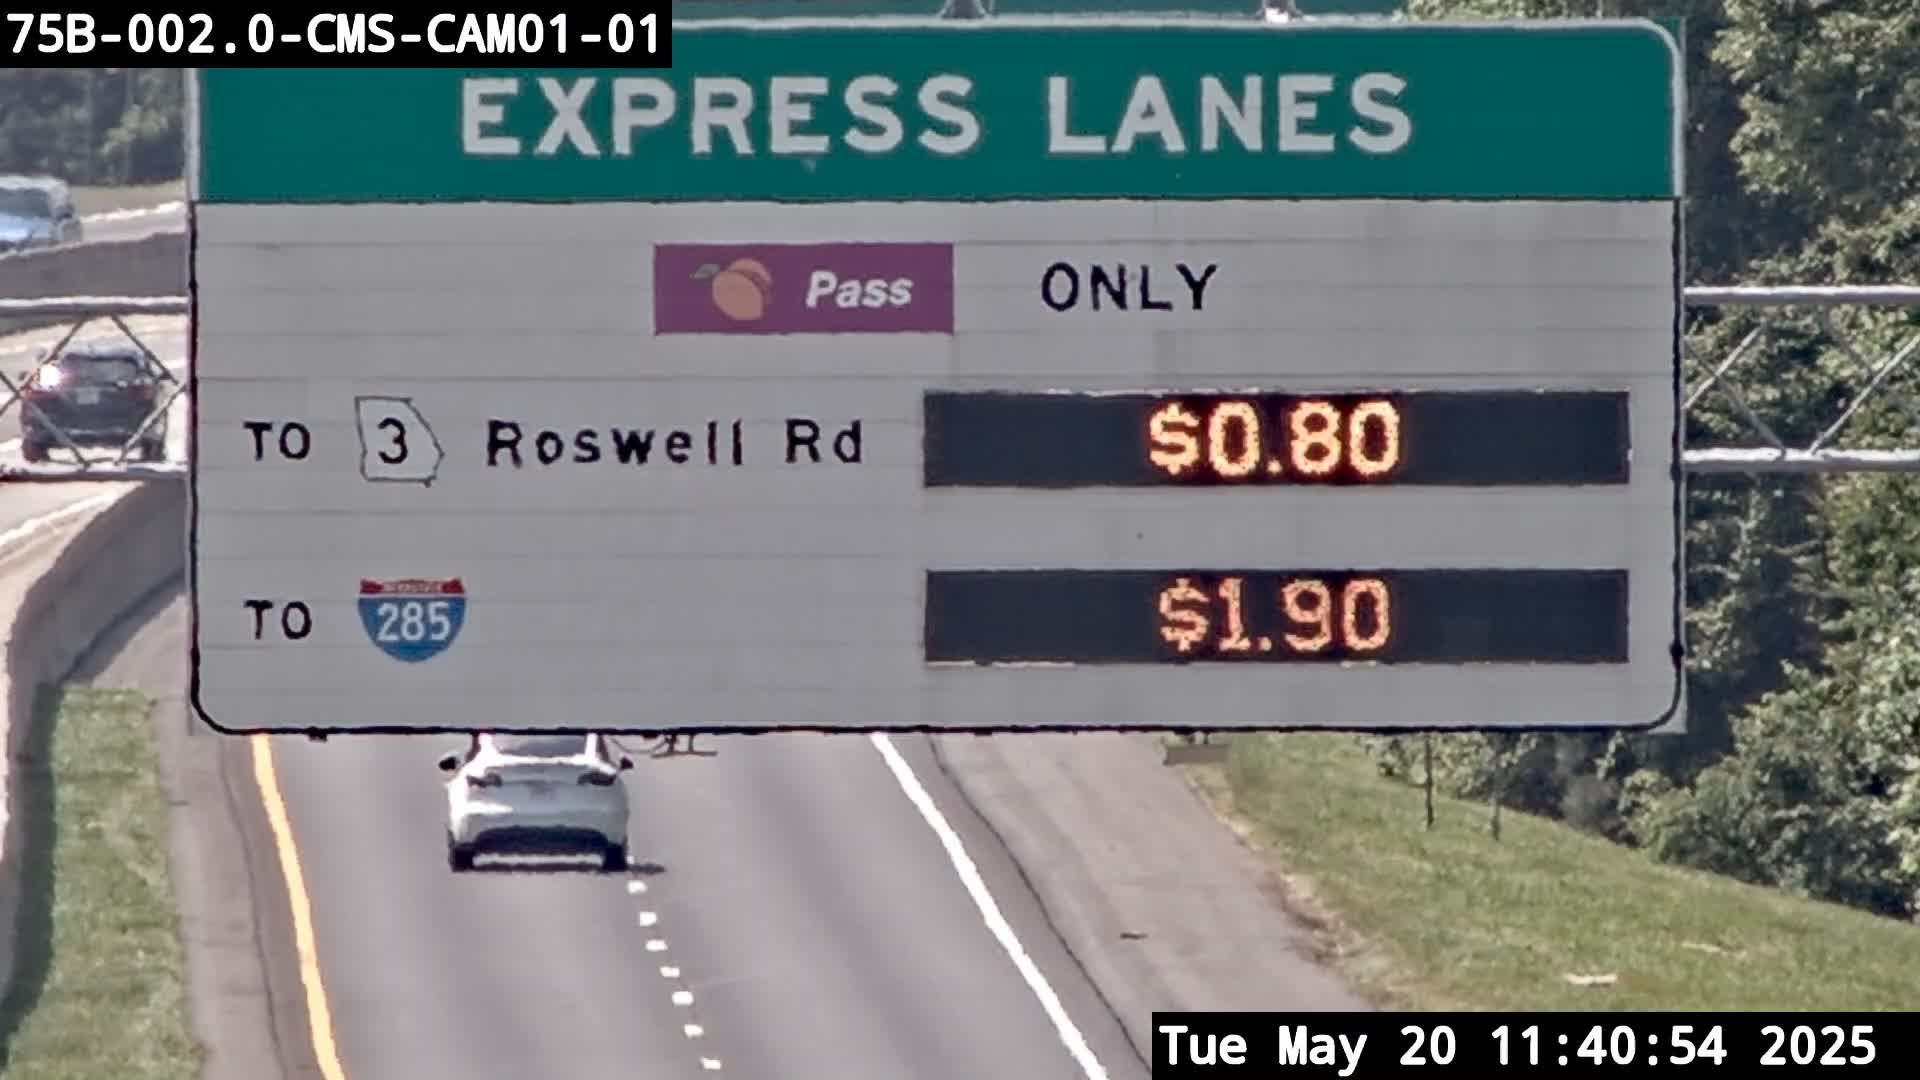 75B-002.0-CMS-CAM01-01
EXPRESS LANES
Pass ONLY
TO 3 Roswell Rd $0.80
INTERSTATE
TO 285 $1.90
Tue May 20 11:40:54 2025